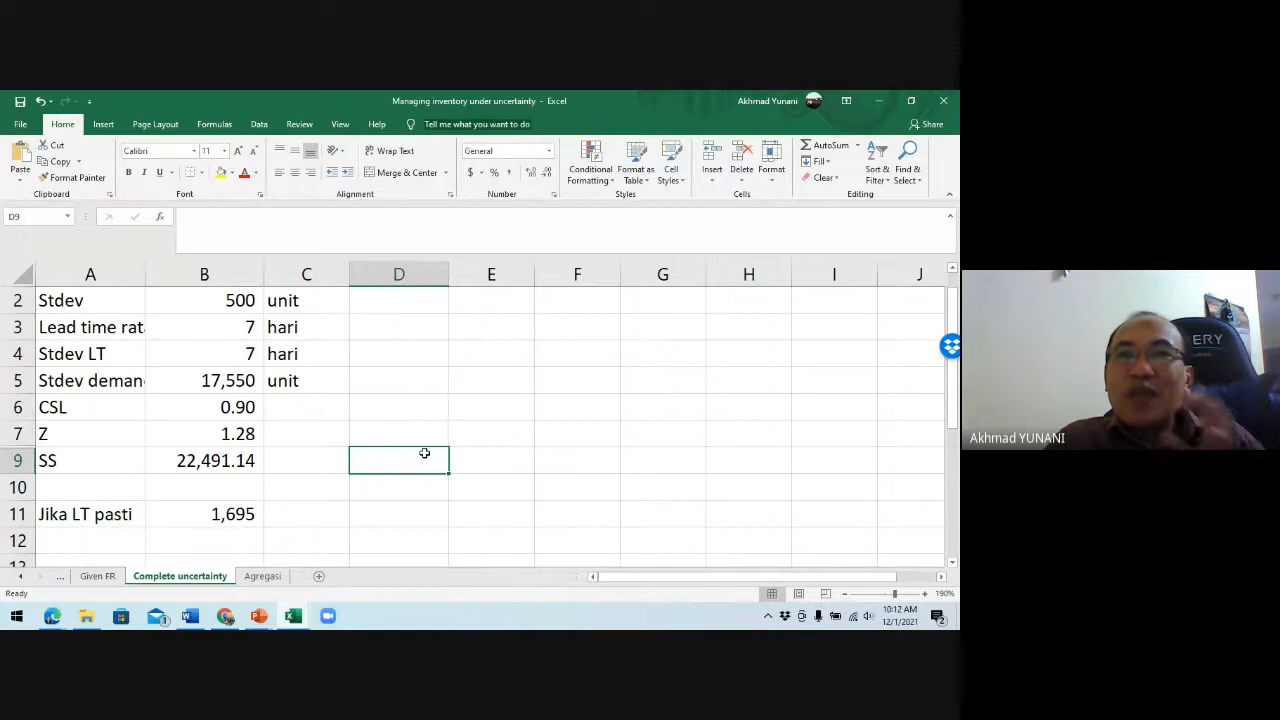 Managing inventory under uncertainty - Excel
Akhmad Yunani
File Home Insert Page Layout Formulas Data Review View Help Tell me what you want to do Share
Paste
Cut
Copy
Format Painter
Clipboard
Calibri 11
B I U
Font
Wrap Text
Merge & Center
Alignment
General
$ % ,
Number
Conditional Formatting
Format as Table
Cell Styles
Styles
Insert
Delete
Format
Cells
AutoSum
Fill
Clear
Sort & Filter
Find & Select
Editing
D9
fx
A B C D E F G H I J
2 Stdev 500 unit
3 Lead time rat 7 hari
4 Stdev LT 7 hari
5 Stdev deman 17,550 unit
6 CSL 0.90
7 Z 1.28
9 SS 22,491.14
10
11 Jika LT pasti 1,695
12
13
... Given FR Complete uncertainty Agregasi
Ready
190%
10:12 AM
12/1/2021
ERY
Akhmad YUNANI